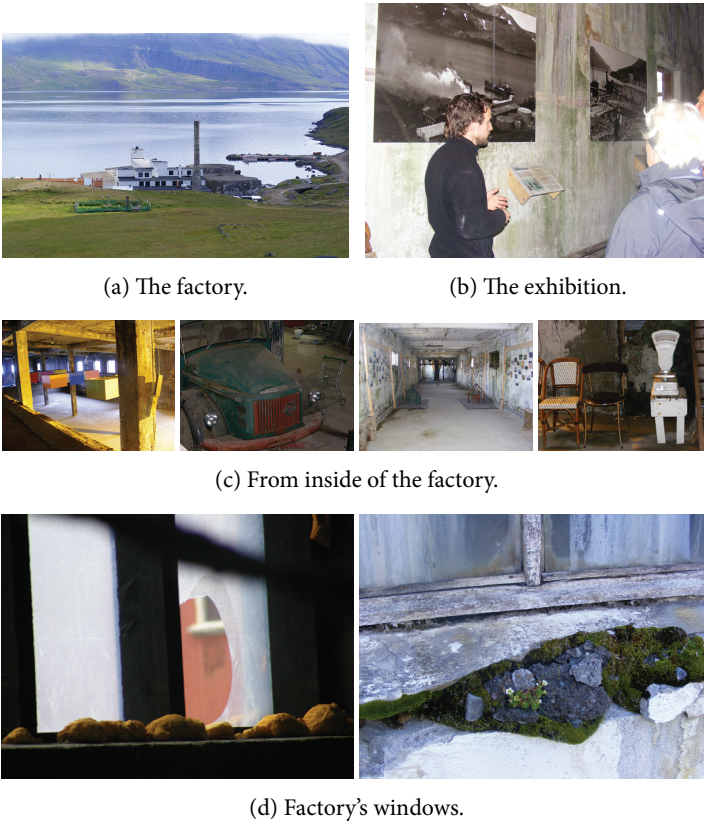 (a) The factory.
(b) The exhibition.
(c) From inside of the factory.
(d) Factory's windows.